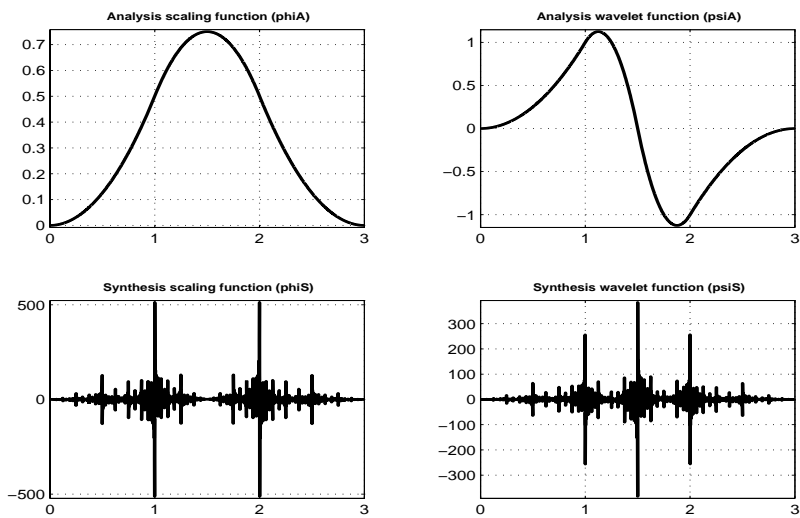 Analysis scaling function (phiA)
0.7
0.6
0.5
0.4
0.3
0.2
0.1
0
0 1 2 3
Analysis wavelet function (psiA)
1
0.5
0
−0.5
−1
0 1 2 3
Synthesis scaling function (phiS)
500
0
−500
0 1 2 3
Synthesis wavelet function (psiS)
300
200
100
0
−100
−200
−300
0 1 2 3